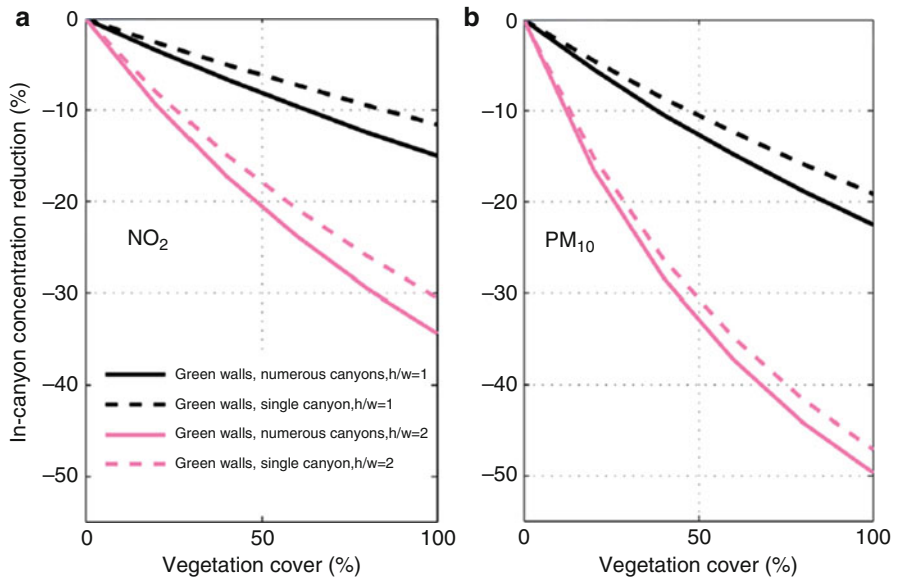 a
b
In-canyon concentration reduction (%)
0
–10
–20
–30
–40
–50
NO2
Green walls, numerous canyons,h/w=1
Green walls, single canyon,h/w=1
Green walls, numerous canyons,h/w=2
Green walls, single canyon,h/w=2
0
50
100
Vegetation cover (%)
0
–10
–20
–30
–40
–50
PM10
0
50
100
Vegetation cover (%)